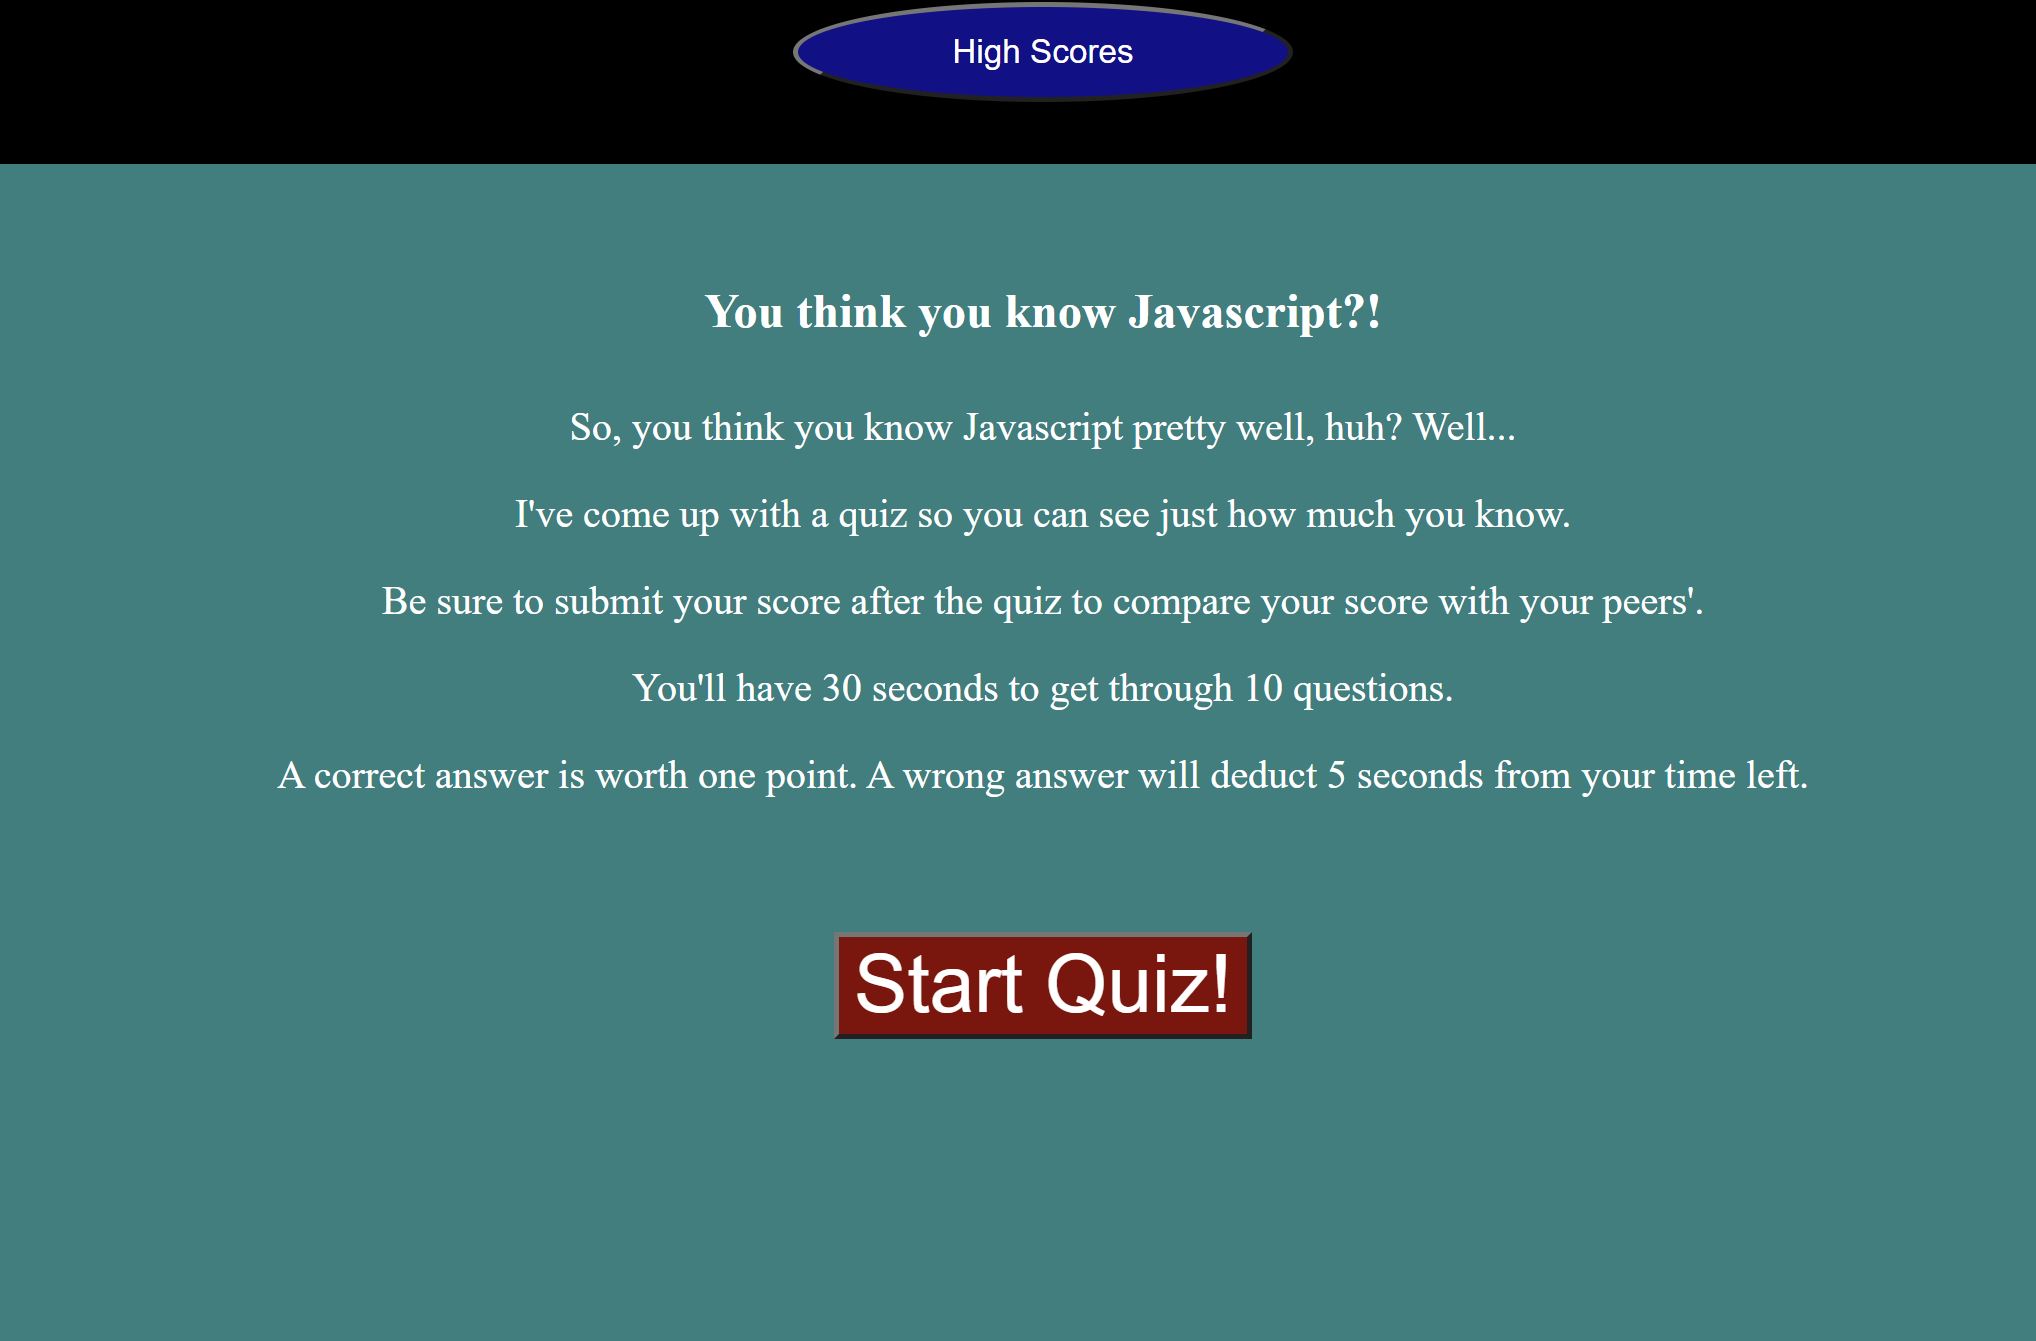 High Scores
You think you know Javascript?!
So, you think you know Javascript pretty well, huh? Well...
I've come up with a quiz so you can see just how much you know.
Be sure to submit your score after the quiz to compare your score with your peers'.
You'll have 30 seconds to get through 10 questions.
A correct answer is worth one point. A wrong answer will deduct 5 seconds from your time left.
Start Quiz!